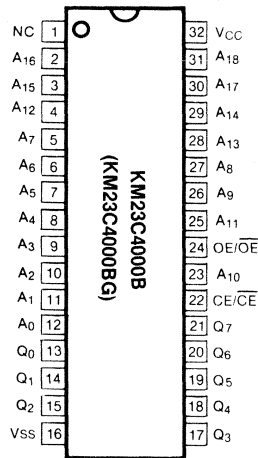 NC 1 32 VCC
A16 2 31 A18
A15 3 30 A17
A12 4 29 A14
A7 5 28 A13
A6 6 27 A8
A5 7 26 A9
A4 8 25 A11
A3 9 24 OE/O̅E̅
A2 10 23 A10
A1 11 22 CE/C̅E̅
A0 12 21 Q7
Q0 13 20 Q6
Q1 14 19 Q5
Q2 15 18 Q4
VSS 16 17 Q3
KM23C4000B
(KM23C4000BG)